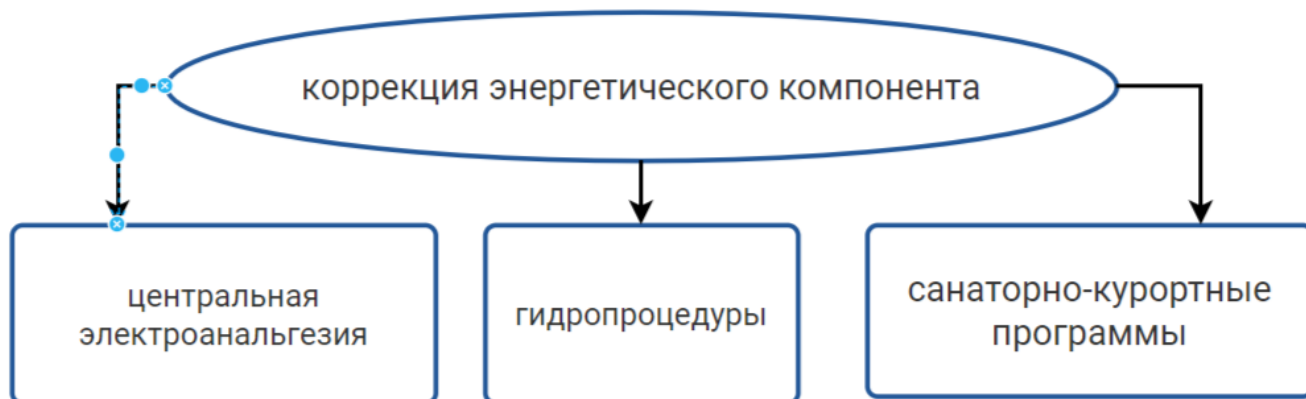 коррекция энергетического компонента
центральная
электроанальгезия
гидропроцедуры
санаторно-курортные
программы